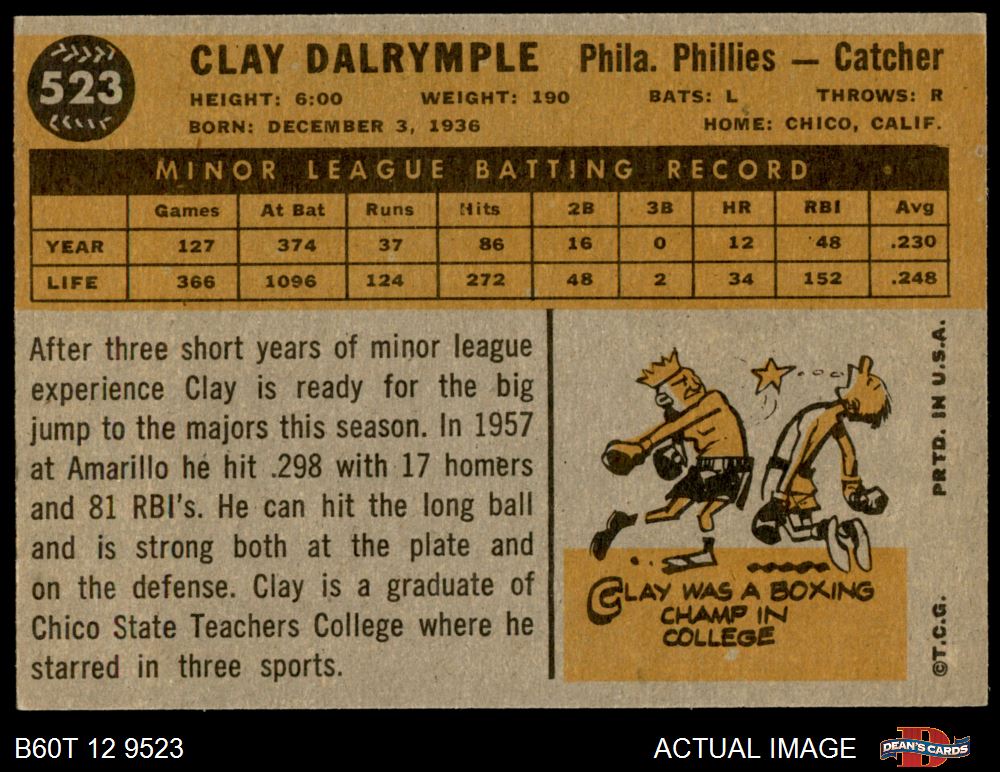 523
CLAY DALRYMPLE Phila. Phillies — Catcher
HEIGHT: 6:00 WEIGHT: 190 BATS: L THROWS: R
BORN: DECEMBER 3, 1936 HOME: CHICO, CALIF.
MINOR LEAGUE BATTING RECORD
Games At Bat Runs Hits 2B 3B HR RBI Avg
YEAR 127 374 37 86 16 0 12 48 .230
LIFE 366 1096 124 272 48 2 34 152 .248
After three short years of minor league
experience Clay is ready for the big
jump to the majors this season. In 1957
at Amarillo he hit .298 with 17 homers
and 81 RBI's. He can hit the long ball
and is strong both at the plate and
on the defense. Clay is a graduate of
Chico State Teachers College where he
starred in three sports.
CLAY WAS A BOXING
CHAMP IN
COLLEGE
©T.C.G. PRTD. IN U.S.A.
B60T 12 9523 ACTUAL IMAGE
D
DEAN'S CARDS